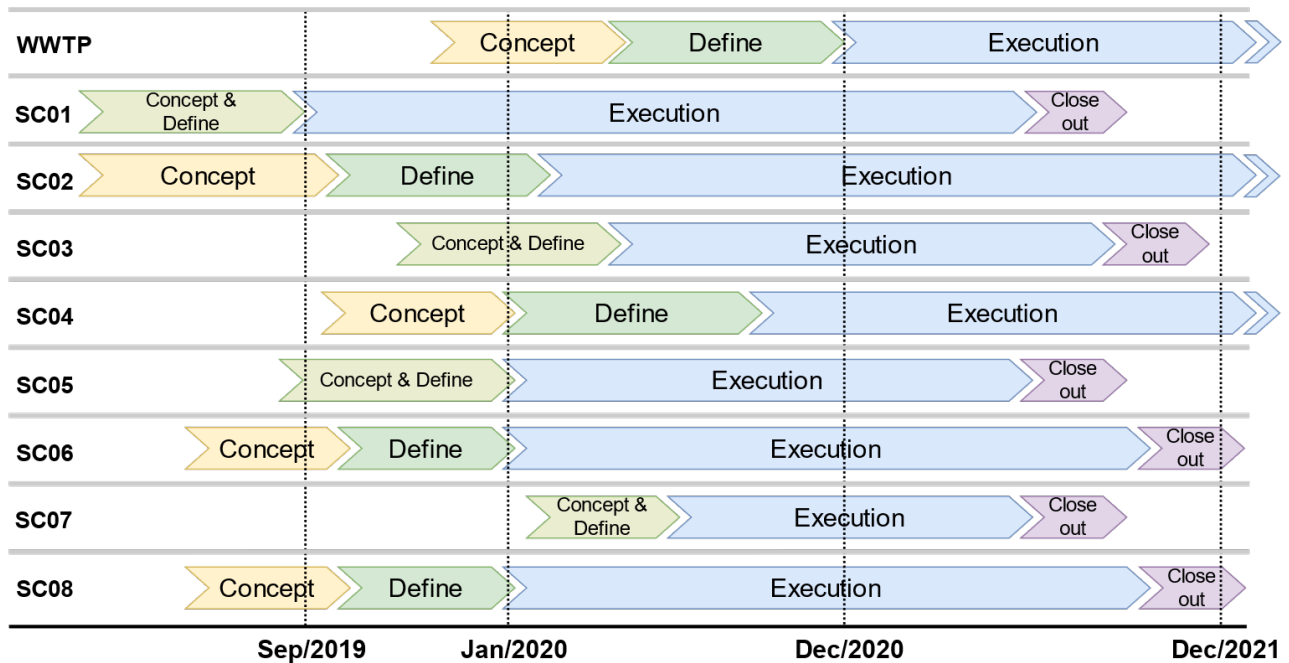 WWTP
Concept
Define
Execution
SC01
Concept &
Define
Execution
Close
out
SC02
Concept
Define
Execution
SC03
Concept & Define
Execution
Close
out
SC04
Concept
Define
Execution
SC05
Concept & Define
Execution
Close
out
SC06
Concept
Define
Execution
Close
out
SC07
Concept &
Define
Execution
Close
out
SC08
Concept
Define
Execution
Close
out
Sep/2019
Jan/2020
Dec/2020
Dec/2021